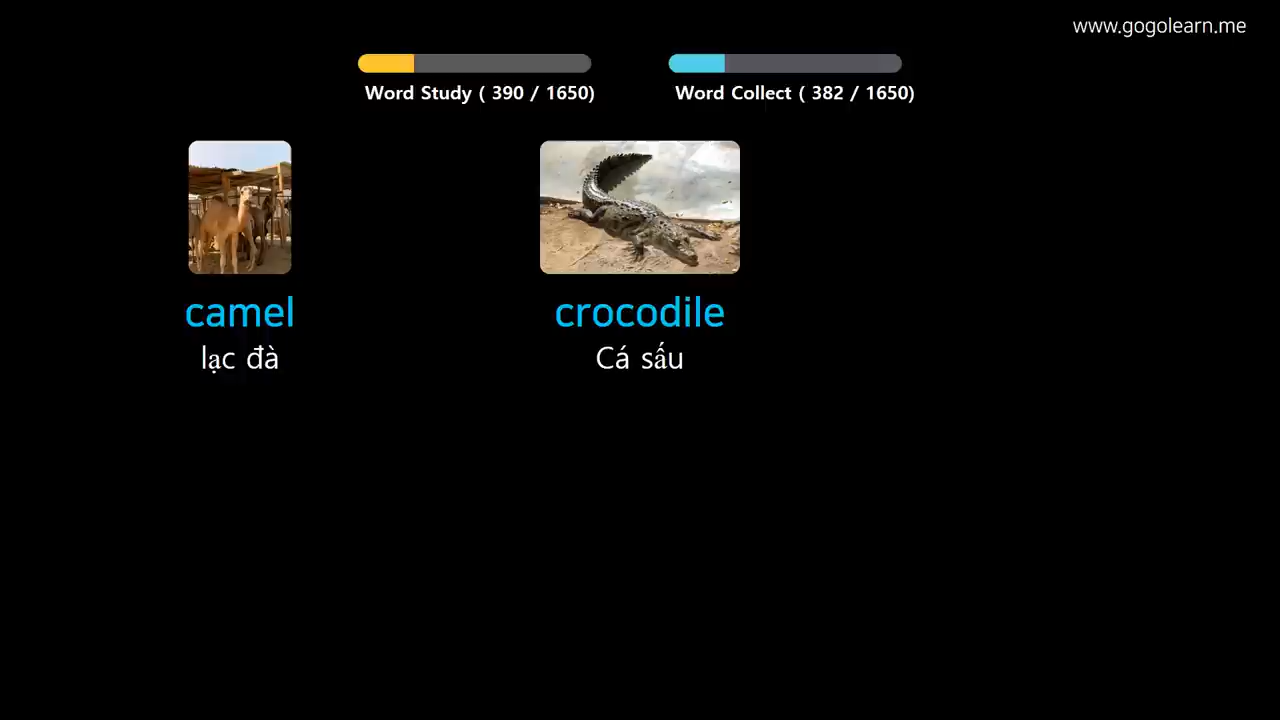 www.gogolearn.me
Word Study ( 390 / 1650)
Word Collect ( 382 / 1650)
camel
crocodile
lạc đà
Cá sấu